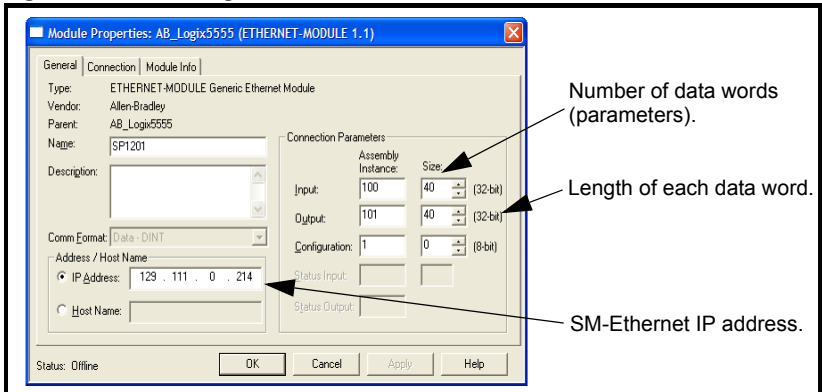 Module Properties: AB_Logix5555 (ETHERNET-MODULE 1.1)
General
Connection
Module Info
Type: ETHERNET-MODULE Generic Ethernet Module
Vendor: Allen-Bradley
Parent: AB_Logix5555
Name: SP1201
Description:
Comm Format: Data - DINT
Address / Host Name
IP Address: 129 . 111 . 0 . 214
Host Name:
Connection Parameters
Assembly
Instance:
Size:
Input: 100 40 (32-bit)
Output: 101 40 (32-bit)
Configuration: 1 0 (8-bit)
Status Input:
Status Output:
Status: Offline
OK
Cancel
Apply
Help
Number of data words
(parameters).
Length of each data word.
SM-Ethernet IP address.